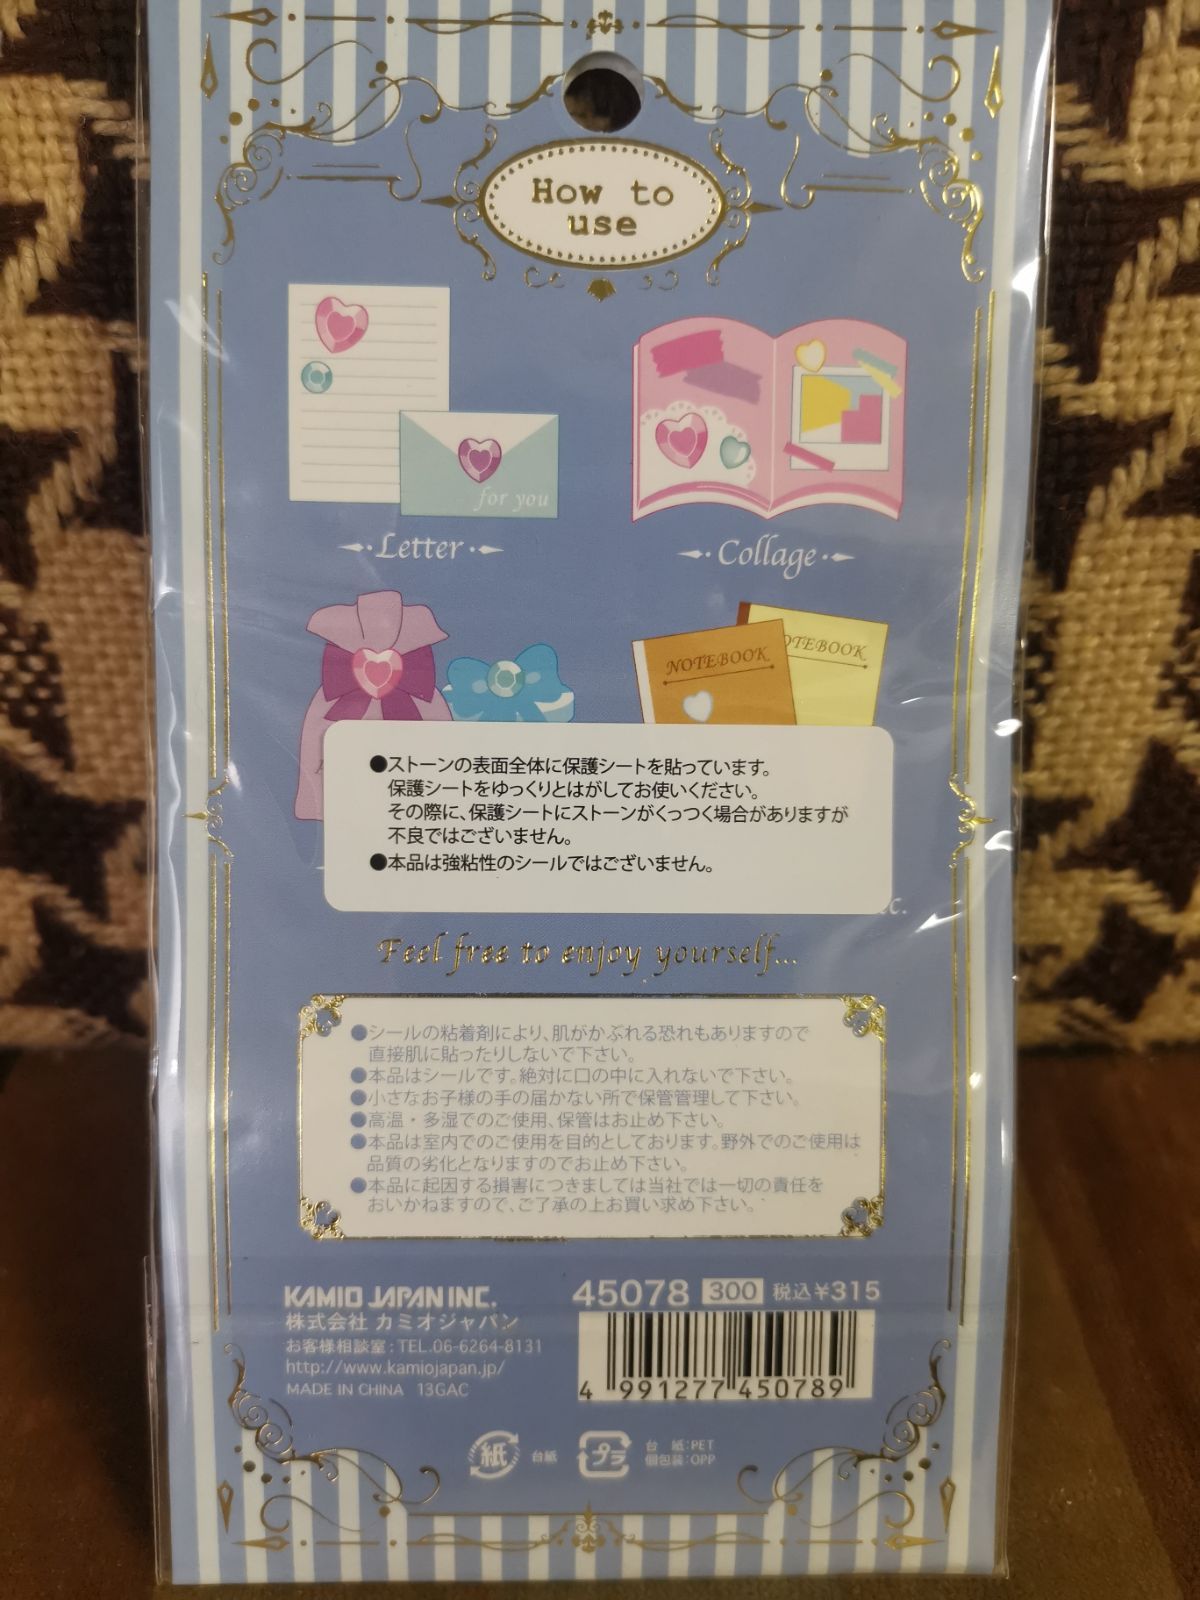 How to
use
for you
Letter
Collage
NOTEBOOK
NOTEBOOK
●ストーンの表面全体に保護シートを貼っています。
保護シートをゆっくりとはがしてお使いください。
その際に、保護シートにストーンがくっつく場合がありますが
不良ではございません。
●本品は強粘性のシールではございません。
Feel free to enjoy yourself...
●シールの粘着剤により、肌がかぶれる恐れもありますので
直接肌に貼ったりしないで下さい。
●本品はシールです。絶対に口の中に入れないで下さい。
●小さなお子様の手の届かない所で保管管理して下さい。
●高温・多湿でのご使用、保管はお止め下さい。
●本品は室内でのご使用を目的としております。野外でのご使用は
品質の劣化となりますのでお止め下さい。
●本品に起因する損害につきましては当社では一切の責任を
おいかねますので、ご了承の上お買い求め下さい。
KAMIO JAPAN INC.
株式会社 カミオジャパン
お客様相談室:TEL.06-6264-8131
http://www.kamiojapan.jp/
MADE IN CHINA 13GAC
45078 300 税込¥315
4 991277 450789
紙 台紙
プラ 台 紙:PET
個包装:OPP